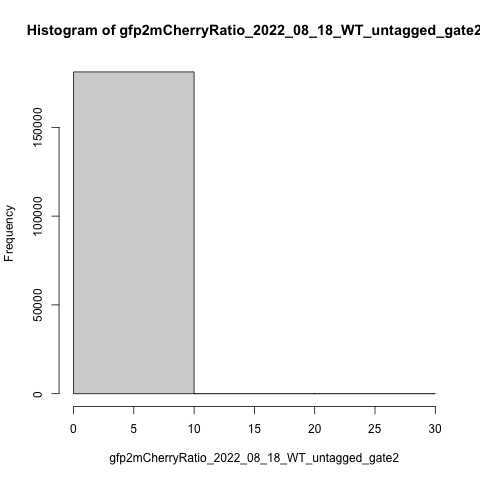 Histogram of gfp2mCherryRatio_2022_08_18_WT_untagged_gate2
Frequency
150000
100000
50000
0
0 5 10 15 20 25 30
gfp2mCherryRatio_2022_08_18_WT_untagged_gate2